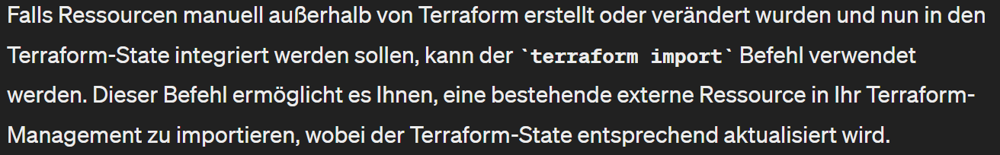 Falls Ressourcen manuell außerhalb von Terraform erstellt oder verändert wurden und nun in den
Terraform-State integriert werden sollen, kann der `terraform import` Befehl verwendet
werden. Dieser Befehl ermöglicht es Ihnen, eine bestehende externe Ressource in Ihr Terraform-
Management zu importieren, wobei der Terraform-State entsprechend aktualisiert wird.